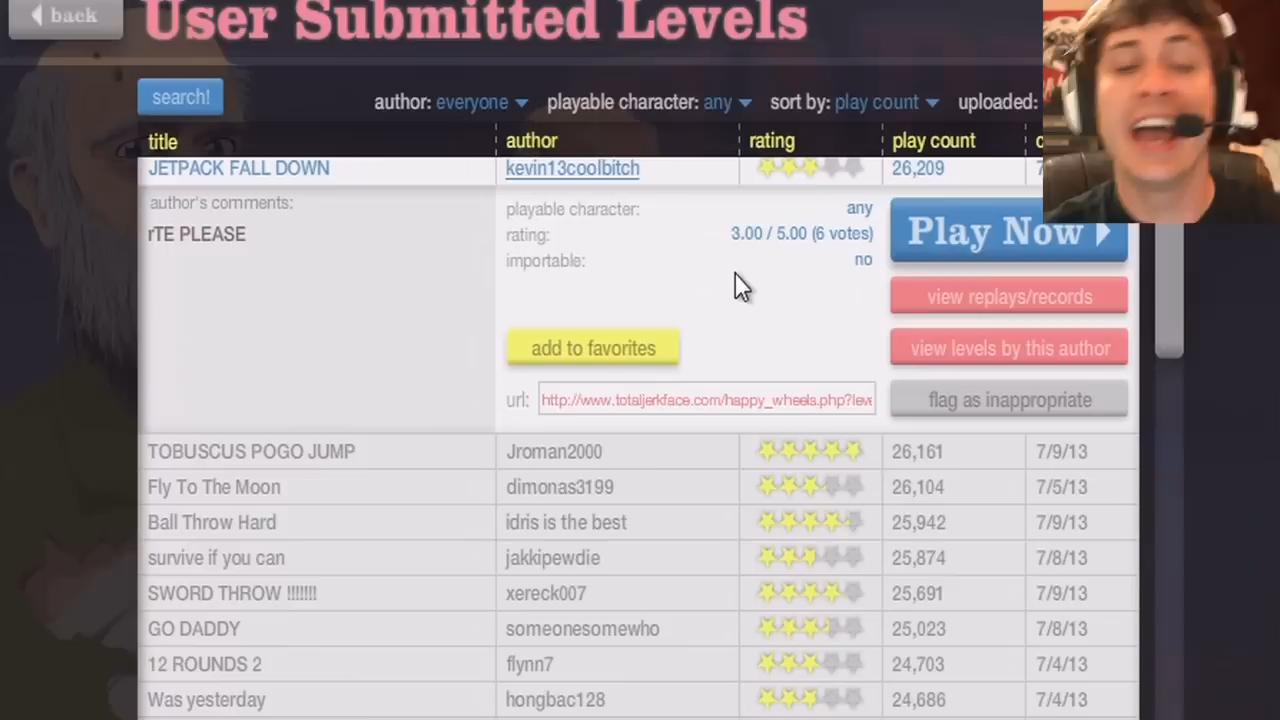 back
User Submitted Levels
search!
author: everyone playable character: any sort by: play count uploaded:
title author rating play count
JETPACK FALL DOWN kevin13coolbitch 26,209
author's comments:
rTE PLEASE
playable character: any
rating: 3.00 / 5.00 (6 votes)
importable: no
Play Now
view replays/records
add to favorites
view levels by this author
url: http://www.totaljerkface.com/happy_wheels.php?leve
flag as inappropriate
TOBUSCUS POGO JUMP Jroman2000 26,161 7/9/13
Fly To The Moon dimonas3199 26,104 7/5/13
Ball Throw Hard idris is the best 25,942 7/9/13
survive if you can jakkipewdie 25,874 7/8/13
SWORD THROW !!!!!!! xereck007 25,691 7/9/13
GO DADDY someonesomewho 25,023 7/8/13
12 ROUNDS 2 flynn7 24,703 7/4/13
Was yesterday hongbac128 24,686 7/4/13